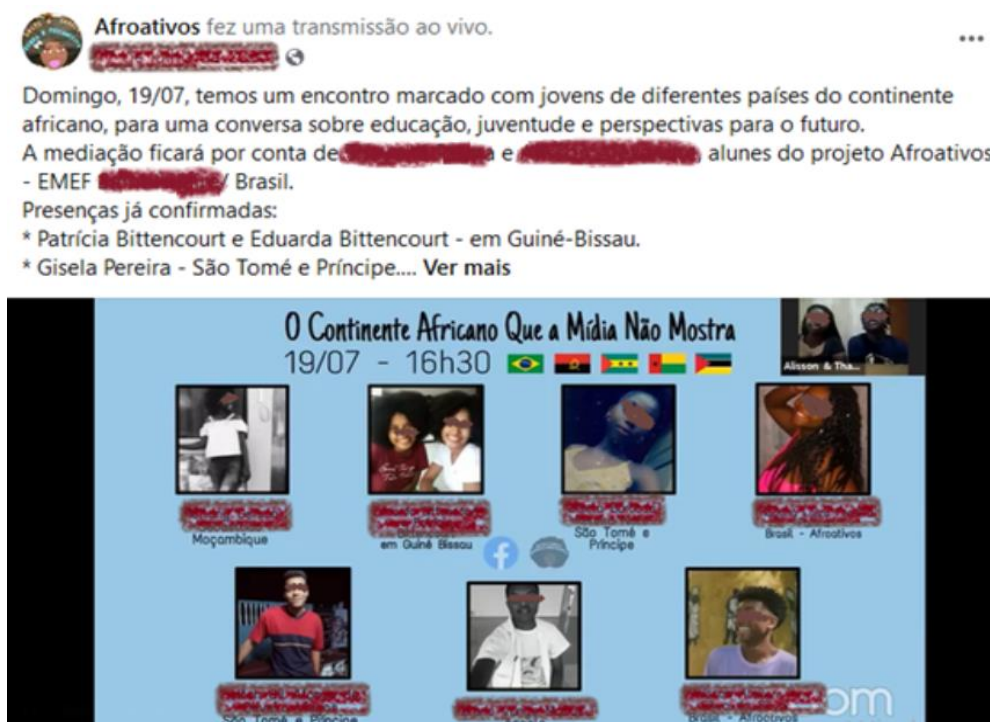 Afroativos fez uma transmissão ao vivo.
Domingo, 19/07, temos um encontro marcado com jovens de diferentes países do continente
africano, para uma conversa sobre educação, juventude e perspectivas para o futuro.
A mediação ficará por conta de e alunes do projeto Afroativos
- EMEF / Brasil.
Presenças já confirmadas:
* Patrícia Bittencourt e Eduarda Bittencourt - em Guiné-Bissau.
* Gisela Pereira - São Tomé e Príncipe.... Ver mais
O Continente Africano Que a Mídia Não Mostra
19/07 - 16h30
Alisson & Tha...
Moçambique
em Guiné Bissau
São Tomé e
Príncipe
Brasil - Afroativos
São Tomé e Príncipe
Brasil - Afroativos
om